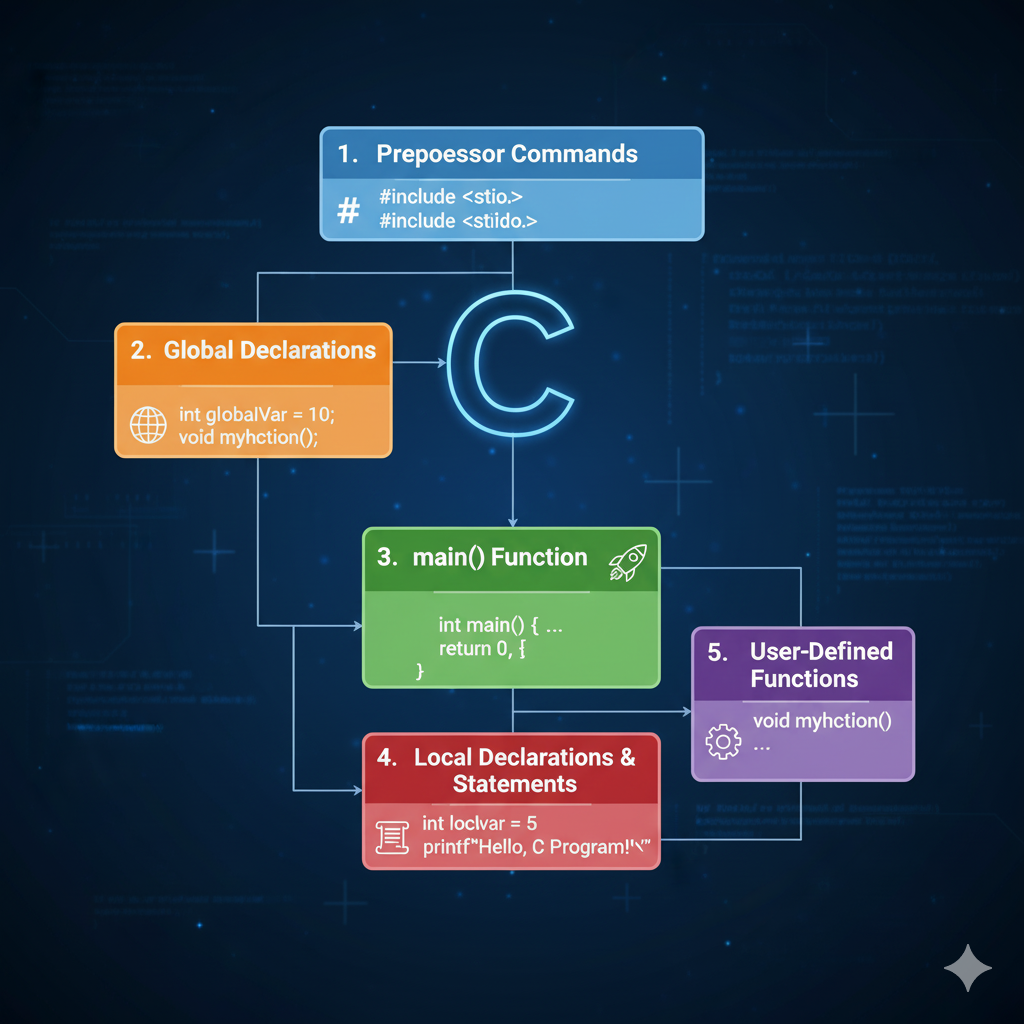 1. Prepoessor Commands
#
#include <stio.>
#include <stiido.>
C
2. Global Declarations
int globalVar = 10;
void myhction();
3. main() Function
int main() { ...
return 0, {
}
5. User-Defined
Functions
void myhction()
...
4. Local Declarations &
Statements
int loclvar = 5
printf"Hello, C Program!'\"